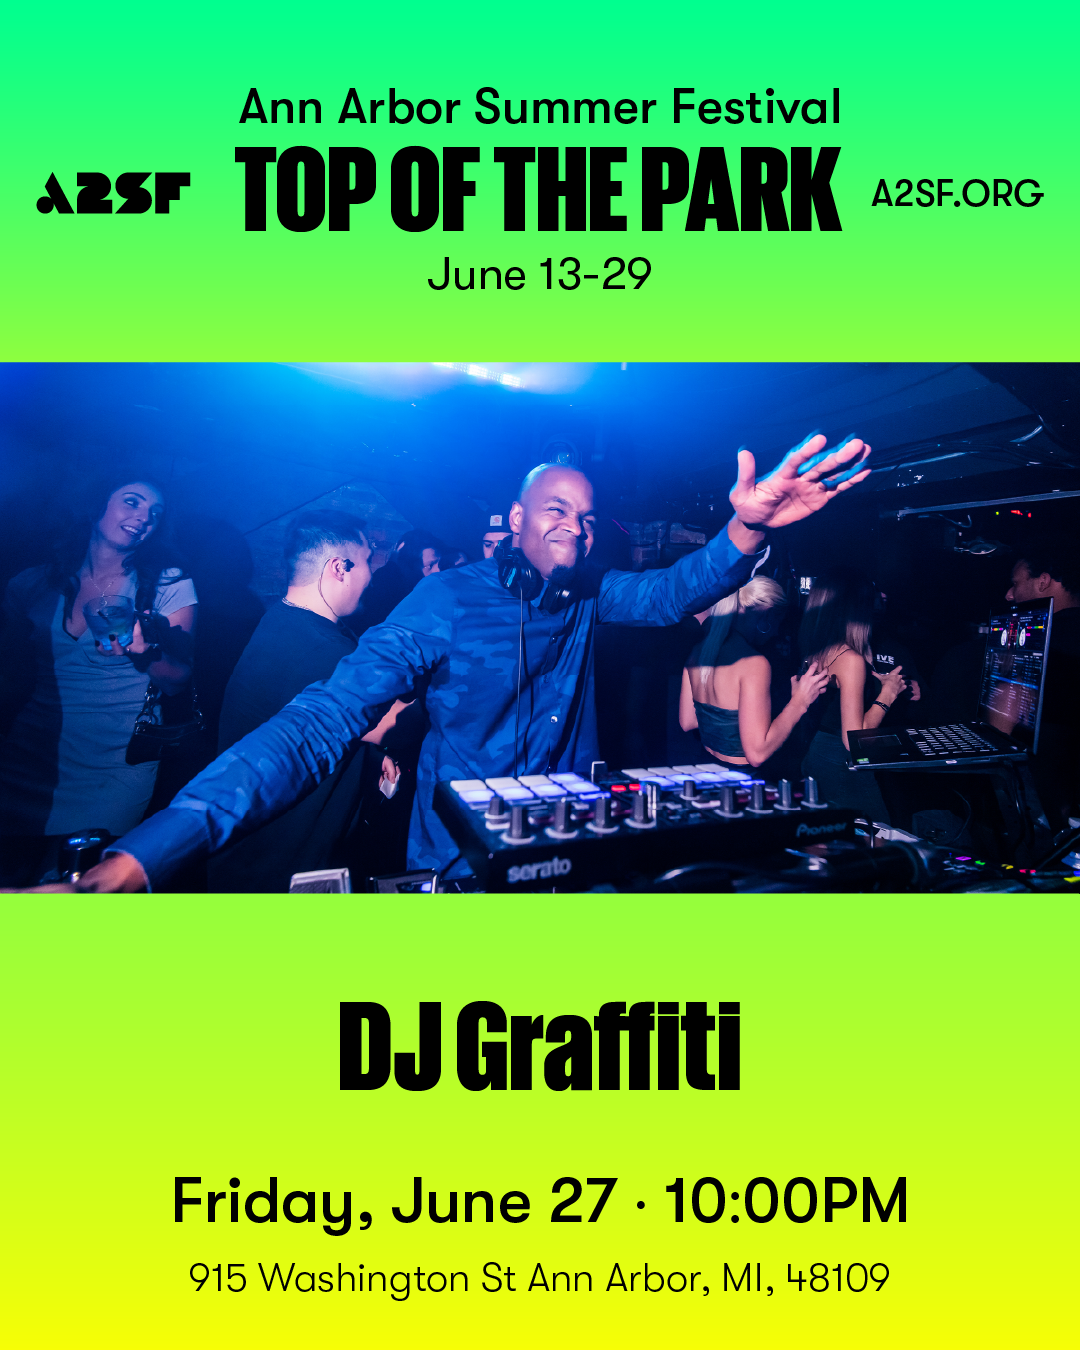 Ann Arbor Summer Festival
A2SF
TOP OF THE PARK
A2SF.ORG
June 13-29
IVE
serato
Pioneer
DJ Graffiti
Friday, June 27 · 10:00PM
915 Washington St Ann Arbor, MI, 48109